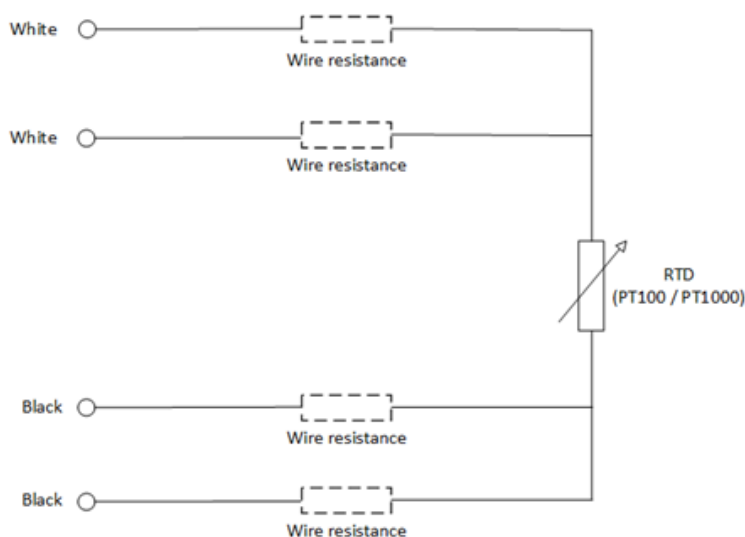 White
Wire resistance
White
Wire resistance
RTD
(PT100 / PT1000)
Black
Wire resistance
Black
Wire resistance